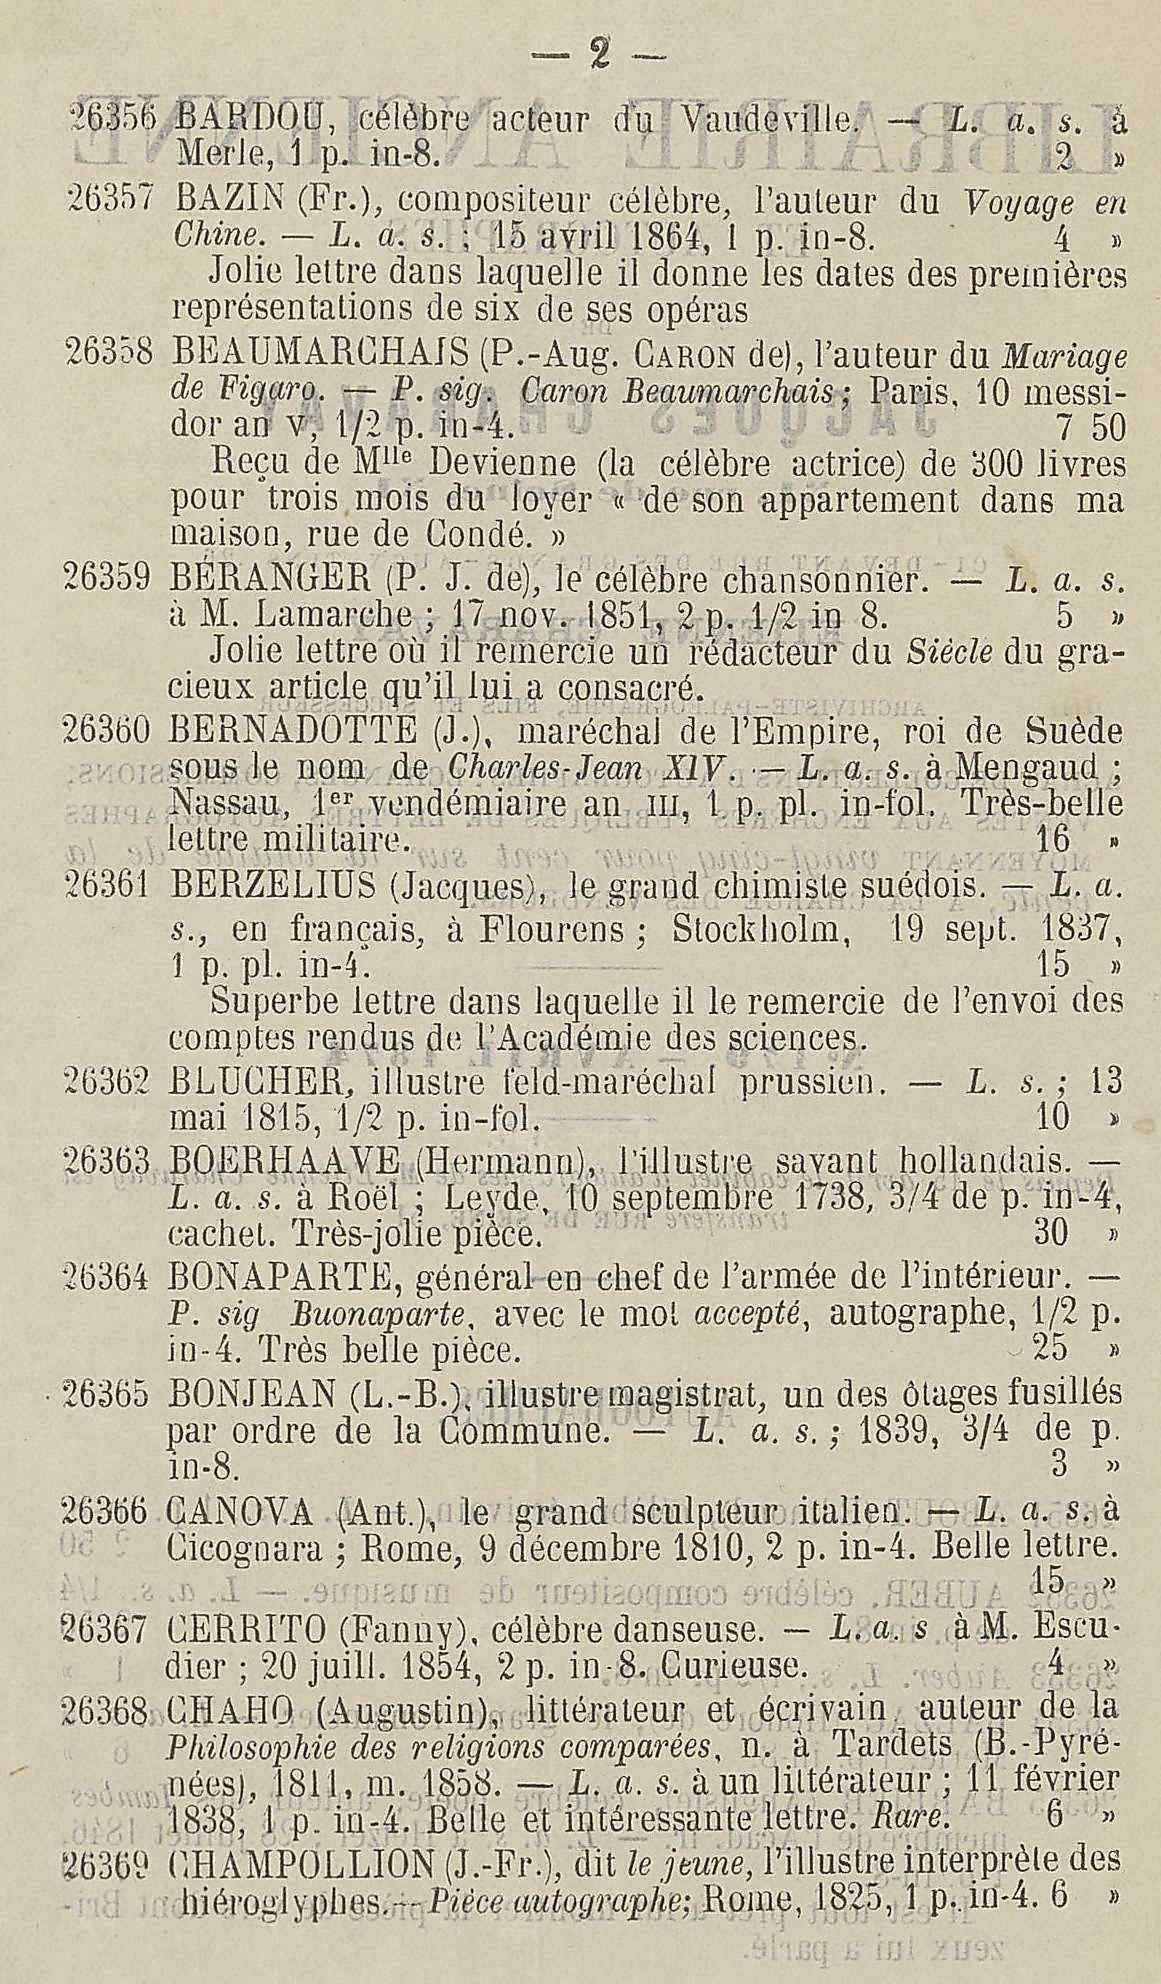 — 2 —
26356 BARDOU, célèbre acteur du Vaudeville. — L. a. s. à
Merle, 1 p. in-8. 2 »
26357 BAZIN (Fr.), compositeur célèbre, l'auteur du Voyage en
Chine. — L. a. s. ; 15 avril 1864, 1 p. in-8. 4 »
Jolie lettre dans laquelle il donne les dates des premières
représentations de six de ses opéras
26358 BEAUMARCHAIS (P.-Aug. CARON de), l'auteur du Mariage
de Figaro. — P. sig. Caron Beaumarchais ; Paris, 10 messi-
dor an V, 1/2 p. in-4. 7 50
Reçu de Mlle Devienne (la célèbre actrice) de 300 livres
pour trois mois du loyer « de son appartement dans ma
maison, rue de Condé. »
26359 BÉRANGER (P. J. de), le célèbre chansonnier. — L. a. s.
à M. Lamarche ; 17 nov. 1851, 2 p. 1/2 in 8. 5 »
Jolie lettre où il remercie un rédacteur du Siècle du gra-
cieux article qu'il lui a consacré.
26360 BERNADOTTE (J.), maréchal de l'Empire, roi de Suède
sous le nom de Charles-Jean XIV. — L. a. s. à Mengaud ;
Nassau, 1er vendémiaire an III, 1 p. pl. in-fol. Très-belle
lettre militaire. 16 »
26361 BERZELIUS (Jacques), le grand chimiste suédois. — L. a.
s., en français, à Flourens ; Stockholm, 19 sept. 1837,
1 p. pl. in-4. 15 »
Superbe lettre dans laquelle il le remercie de l'envoi des
comptes rendus de l'Académie des sciences.
26362 BLUCHER, illustre feld-maréchal prussien. — L. s. ; 13
mai 1815, 1/2 p. in-fol. 10 »
26363 BOERHAAVE (Hermann), l'illustre savant hollandais. —
L. a. s. à Roël ; Leyde, 10 septembre 1738, 3/4 de p. in-4,
cachet. Très-jolie pièce. 30 »
26364 BONAPARTE, général en chef de l'armée de l'intérieur. —
P. sig Buonaparte, avec le mot accepté, autographe, 1/2 p.
in-4. Très belle pièce. 25 »
26365 BONJEAN (L.-B.), illustre magistrat, un des ôtages fusillés
par ordre de la Commune. — L. a. s. ; 1839, 3/4 de p.
in-8. 3 »
26366 CANOVA (Ant.), le grand sculpteur italien. — L. a. s. à
Cicognara ; Rome, 9 décembre 1810, 2 p. in-4. Belle lettre.
15 »
26367 CERRITO (Fanny), célèbre danseuse. — L. a. s à M. Escu-
dier ; 20 juill. 1854, 2 p. in-8. Curieuse. 4 »
26368 CHAHO (Augustin), littérateur et écrivain auteur de la
Philosophie des religions comparées, n. à Tardets (B.-Pyré-
nées), 1811, m. 1858. — L. a. s. à un littérateur ; 11 février
1838, 1 p. in-4. Belle et intéressante lettre. Rare. 6 »
26369 CHAMPOLLION (J.-Fr.), dit le jeune, l'illustre interprète des
hiéroglyphes. — Pièce autographe; Rome, 1825, 1 p. in-4. 6 »